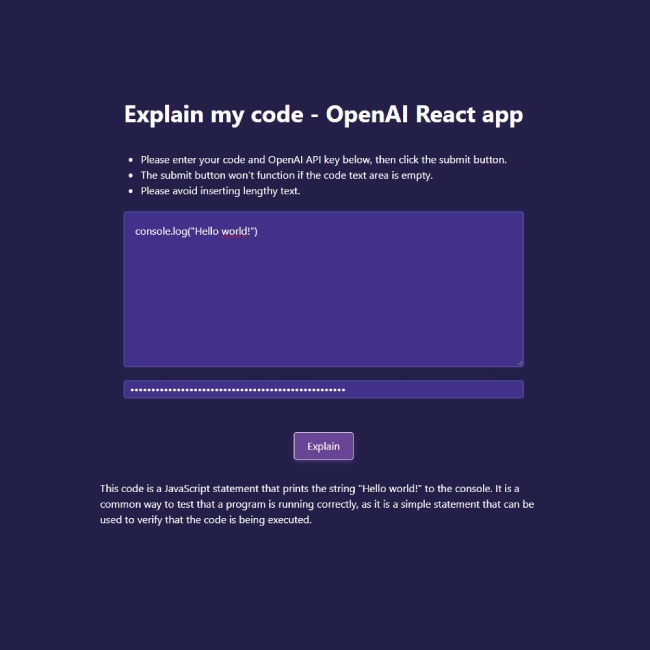 Explain my code - OpenAI React app
Please enter your code and OpenAI API key below, then click the submit button.
The submit button won't function if the code text area is empty.
Please avoid inserting lengthy text.
console.log("Hello world!")
Explain
This code is a JavaScript statement that prints the string "Hello world!" to the console. It is a
common way to test that a program is running correctly, as it is a simple statement that can be
used to verify that the code is being executed.